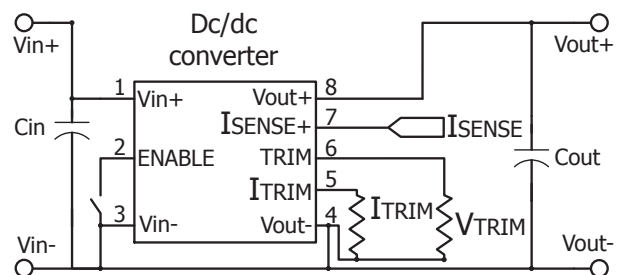 Dc/dc
converter
Vin+
Vout+
1
Vin+
Vout+
8
ISENSE+
7
ISENSE
Cin
2
ENABLE
TRIM
6
Cout
ITRIM
5
ITRIM
VTRIM
3
Vin-
Vout-
4
Vin-
Vout-